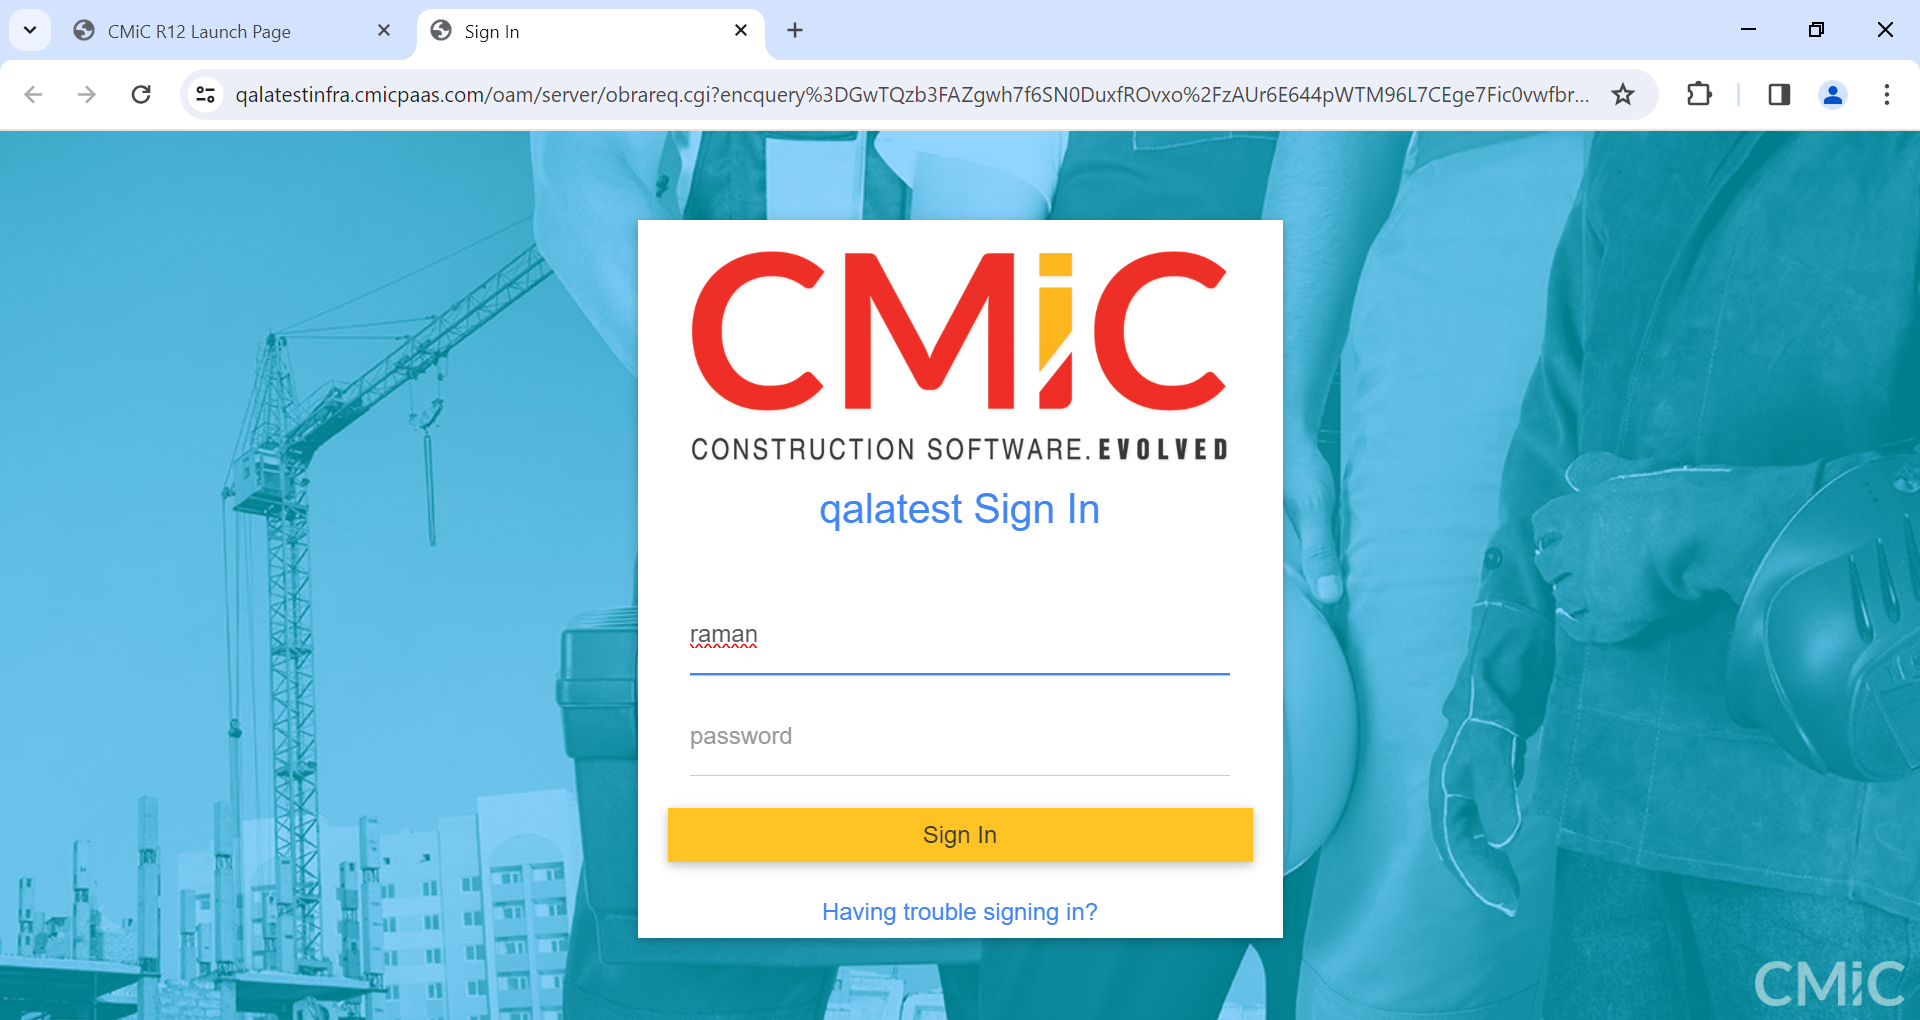 CMiC R12 Launch Page
Sign In
qalatestinfra.cmicpaas.com/oam/server/obrareq.cgi?encquery%3DGwTQzb3FAZgwh7f6SN0DuxfROvxo%2FzAUr6E644pWTM96L7CEge7Fic0vwfbr...
CMiC
CONSTRUCTION SOFTWARE. EVOLVED
qalatest Sign In
raman
password
Sign In
Having trouble signing in?
CMiC